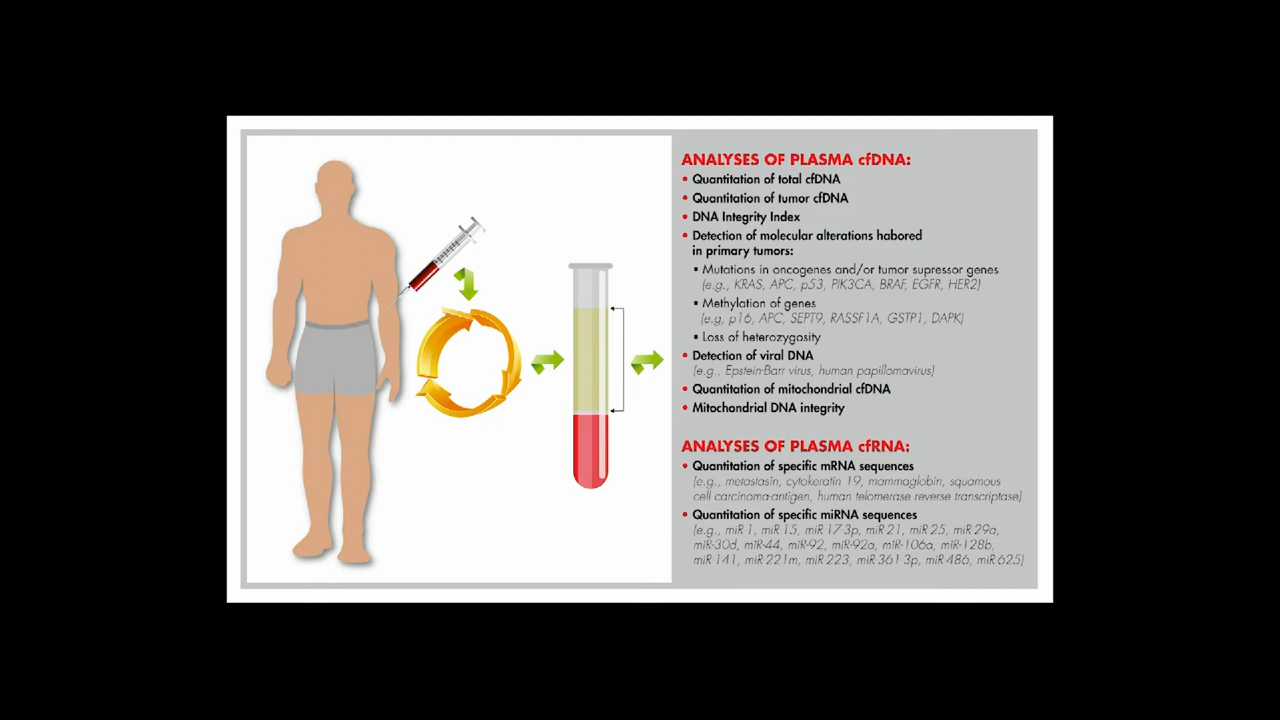 ANALYSES OF PLASMA cfDNA:
• Quantitation of total cfDNA
• Quantitation of tumor cfDNA
• DNA Integrity Index
• Detection of molecular alterations habored
in primary tumors:
▪ Mutations in oncogenes and/or tumor supressor genes
(e.g., KRAS, APC, p53, PIK3CA, BRAF, EGFR, HER2)
▪ Methylation of genes
(e.g, p16, APC, SEPT9, RASSF1A, GSTP1, DAPK)
▪ Loss of heterozygosity
• Detection of viral DNA
(e.g., Epstein-Barr virus, human papillomavirus)
• Quantitation of mitochondrial cfDNA
• Mitochondrial DNA integrity
ANALYSES OF PLASMA cfRNA:
• Quantitation of specific mRNA sequences
(e.g., metastasin, cytokeratin 19, mammaglobin, squamous
cell carcinoma-antigen, human telomerase reverse transcriptase)
• Quantitation of specific miRNA sequences
(e.g., miR-1, miR-15, miR-17-3p, miR-21, miR-25, miR-29a,
miR-30d, miR-44, miR-92, miR-92a, miR-106a, miR-128b,
miR-141, miR-221m, miR-223, miR-361-3p, miR-486, miR-625)